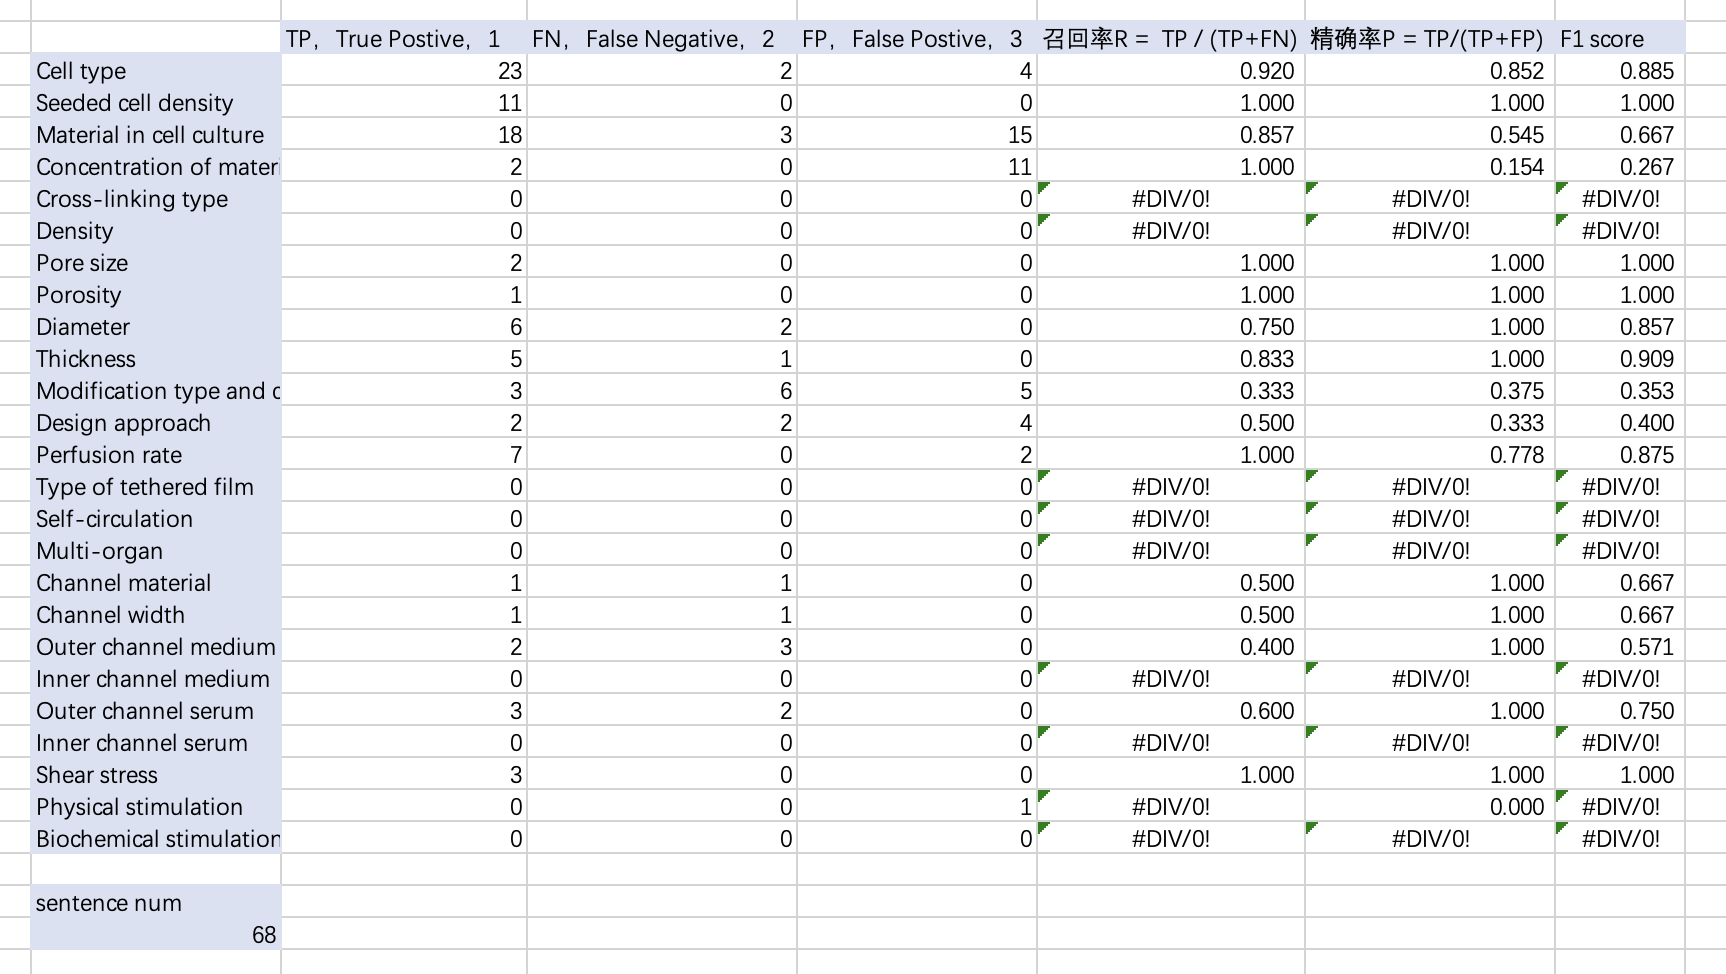 TP， True Postive， 1 FN， False Negative， 2 FP， False Postive， 3 召回率R = TP / (TP+FN) 精确率P = TP/(TP+FP) F1 score
Cell type 23 2 4 0.920 0.852 0.885
Seeded cell density 11 0 0 1.000 1.000 1.000
Material in cell culture 18 3 15 0.857 0.545 0.667
Concentration of materi 2 0 11 1.000 0.154 0.267
Cross-linking type 0 0 0 #DIV/0! #DIV/0! #DIV/0!
Density 0 0 0 #DIV/0! #DIV/0! #DIV/0!
Pore size 2 0 0 1.000 1.000 1.000
Porosity 1 0 0 1.000 1.000 1.000
Diameter 6 2 0 0.750 1.000 0.857
Thickness 5 1 0 0.833 1.000 0.909
Modification type and c 3 6 5 0.333 0.375 0.353
Design approach 2 2 4 0.500 0.333 0.400
Perfusion rate 7 0 2 1.000 0.778 0.875
Type of tethered film 0 0 0 #DIV/0! #DIV/0! #DIV/0!
Self-circulation 0 0 0 #DIV/0! #DIV/0! #DIV/0!
Multi-organ 0 0 0 #DIV/0! #DIV/0! #DIV/0!
Channel material 1 1 0 0.500 1.000 0.667
Channel width 1 1 0 0.500 1.000 0.667
Outer channel medium 2 3 0 0.400 1.000 0.571
Inner channel medium 0 0 0 #DIV/0! #DIV/0! #DIV/0!
Outer channel serum 3 2 0 0.600 1.000 0.750
Inner channel serum 0 0 0 #DIV/0! #DIV/0! #DIV/0!
Shear stress 3 0 0 1.000 1.000 1.000
Physical stimulation 0 0 1 #DIV/0! 0.000 #DIV/0!
Biochemical stimulation 0 0 0 #DIV/0! #DIV/0! #DIV/0!
sentence num
68